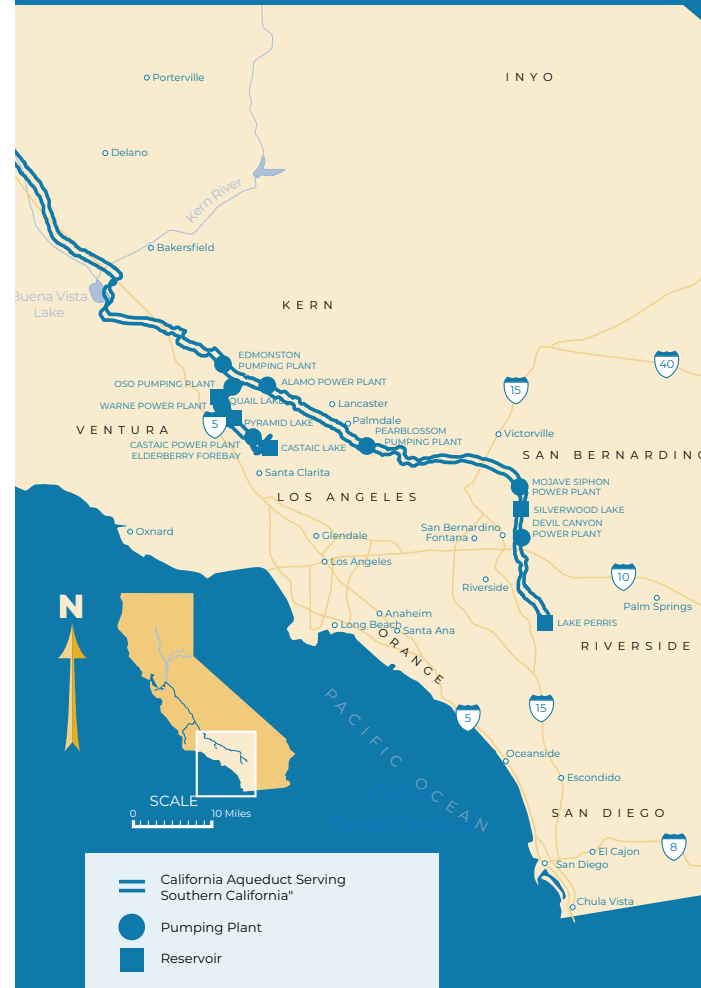 Porterville
INYO
Delano
Kern River
Bakersfield
Buena Vista
Lake
KERN
EDMONSTON
PUMPING PLANT
OSO PUMPING PLANT
ALAMO POWER PLANT
40
15
WARNE POWER PLANT
QUAIL LAKE
Lancaster
5
PYRAMID LAKE
Palmdale
VENTURA
PEARBLOSSOM
PUMPING PLANT
Victorville
CASTAIC POWER PLANT
ELDERBERRY FOREBAY
CASTAIC LAKE
SAN BERNARDINO
Santa Clarita
MOJAVE SIPHON
POWER PLANT
LOS ANGELES
SILVERWOOD LAKE
Oxnard
Glendale
San Bernardino
Fontana
DEVIL CANYON
POWER PLANT
Los Angeles
10
Riverside
Palm Springs
N
Anaheim
Long Beach
Santa Ana
LAKE PERRIS
ORANGE
RIVERSIDE
PACIFIC OCEAN
5
15
Oceanside
Escondido
SCALE
0 10 Miles
SAN DIEGO
8
El Cajon
San Diego
California Aqueduct Serving
Southern California"
Chula Vista
Pumping Plant
Reservoir